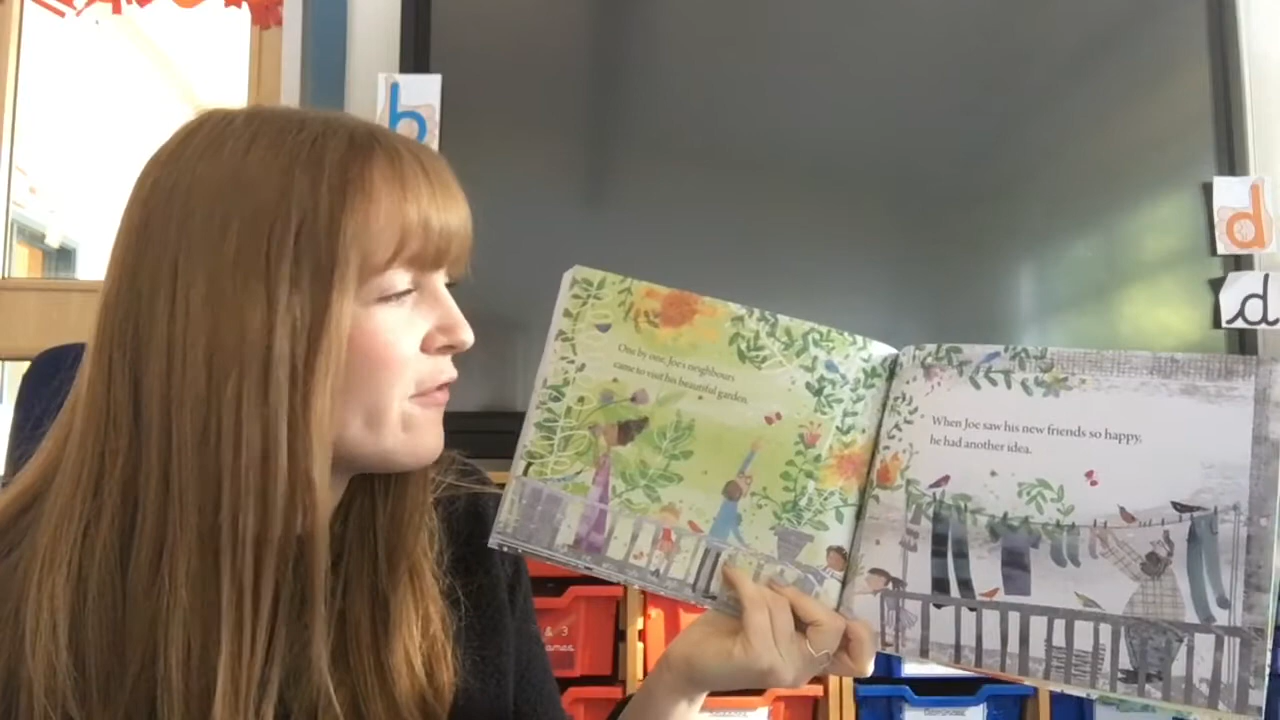 b
d
d
One by one, Joe's neighbours
came to visit his beautiful garden.
When Joe saw his new friends so happy,
he had another idea.
& 3